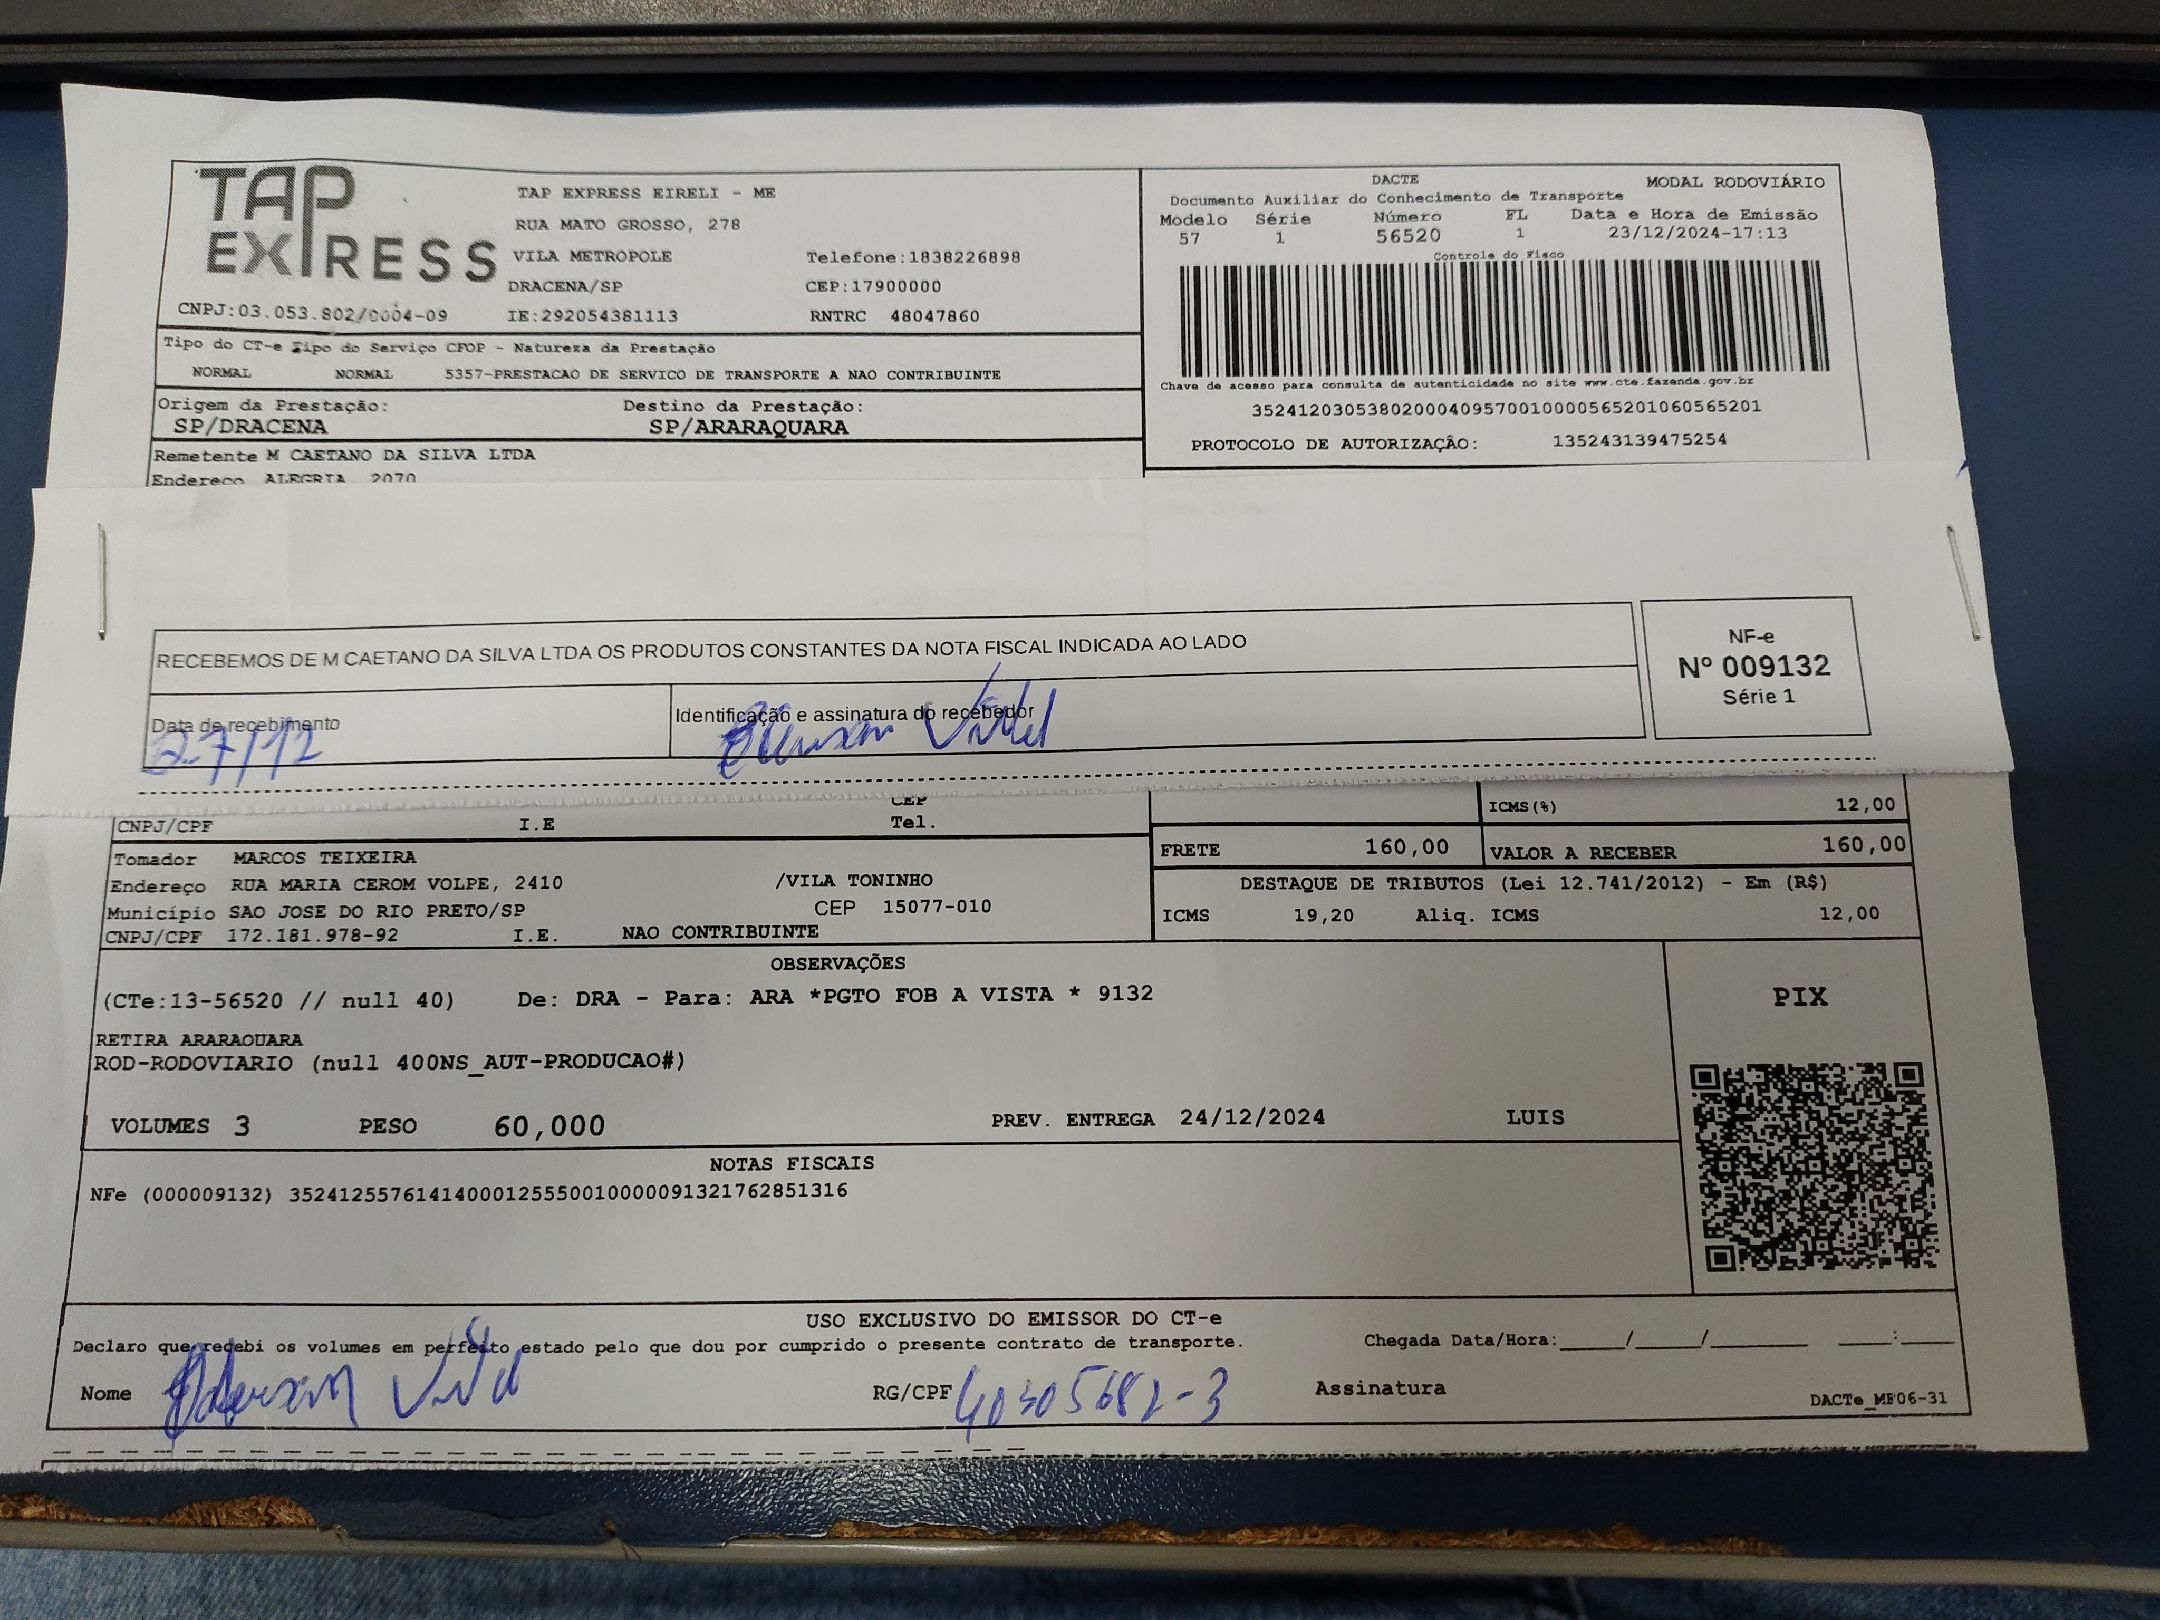 TAP EXPRESS
TAP EXPRESS EIRELI - ME
RUA MATO GROSSO, 278
VILA METROPOLE Telefone:1838226898
DRACENA/SP CEP:17900000
CNPJ:03.053.802/0004-09 IE:292054381113 RNTRC 48047860
DACTE MODAL RODOVIÁRIO
Documento Auxiliar do Conhecimento de Transporte
Modelo Série Número FL Data e Hora de Emissão
57 1 56520 1 23/12/2024-17:13
Controle do Fisco
Chave de acesso para consulta de autenticidade no site www.cte.fazenda.gov.br
35241203053802000409570010000565201060565201
PROTOCOLO DE AUTORIZAÇÃO: 135243139475254
Tipo do CT-e Tipo do Serviço CFOP - Natureza da Prestação
NORMAL NORMAL 5357-PRESTACAO DE SERVICO DE TRANSPORTE A NAO CONTRIBUINTE
Origem da Prestação: Destino da Prestação:
SP/DRACENA SP/ARARAQUARA
Remetente M CAETANO DA SILVA LTDA
Endereço ALEGRIA, 2070
RECEBEMOS DE M CAETANO DA SILVA LTDA OS PRODUTOS CONSTANTES DA NOTA FISCAL INDICADA AO LADO
NF-e
Nº 009132
Série 1
Data de recebimento Identificação e assinatura do recebedor
27/12
CEP
CNPJ/CPF I.E Tel.
ICMS(%) 12,00
FRETE 160,00 VALOR A RECEBER 160,00
DESTAQUE DE TRIBUTOS (Lei 12.741/2012) - Em (R$)
ICMS 19,20 Aliq. ICMS 12,00
Tomador MARCOS TEIXEIRA
Endereço RUA MARIA CEROM VOLPE, 2410 /VILA TONINHO
Município SAO JOSE DO RIO PRETO/SP CEP 15077-010
CNPJ/CPF 172.181.978-92 I.E. NAO CONTRIBUINTE
OBSERVAÇÕES
(CTe:13-56520 // null 40) De: DRA - Para: ARA *PGTO FOB A VISTA * 9132
RETIRA ARARAQUARA
ROD-RODOVIARIO (null 400NS_AUT-PRODUCAO#)
VOLUMES 3 PESO 60,000 PREV. ENTREGA 24/12/2024 LUIS
PIX
NOTAS FISCAIS
NFe (000009132) 35241255761414000125550010000091321762851316
USO EXCLUSIVO DO EMISSOR DO CT-e
Declaro que recebi os volumes em perfeito estado pelo que dou por cumprido o presente contrato de transporte. Chegada Data/Hora:____/____/______ ___:___
Nome RG/CPF 40305682-3 Assinatura
DACTe_MF06-31